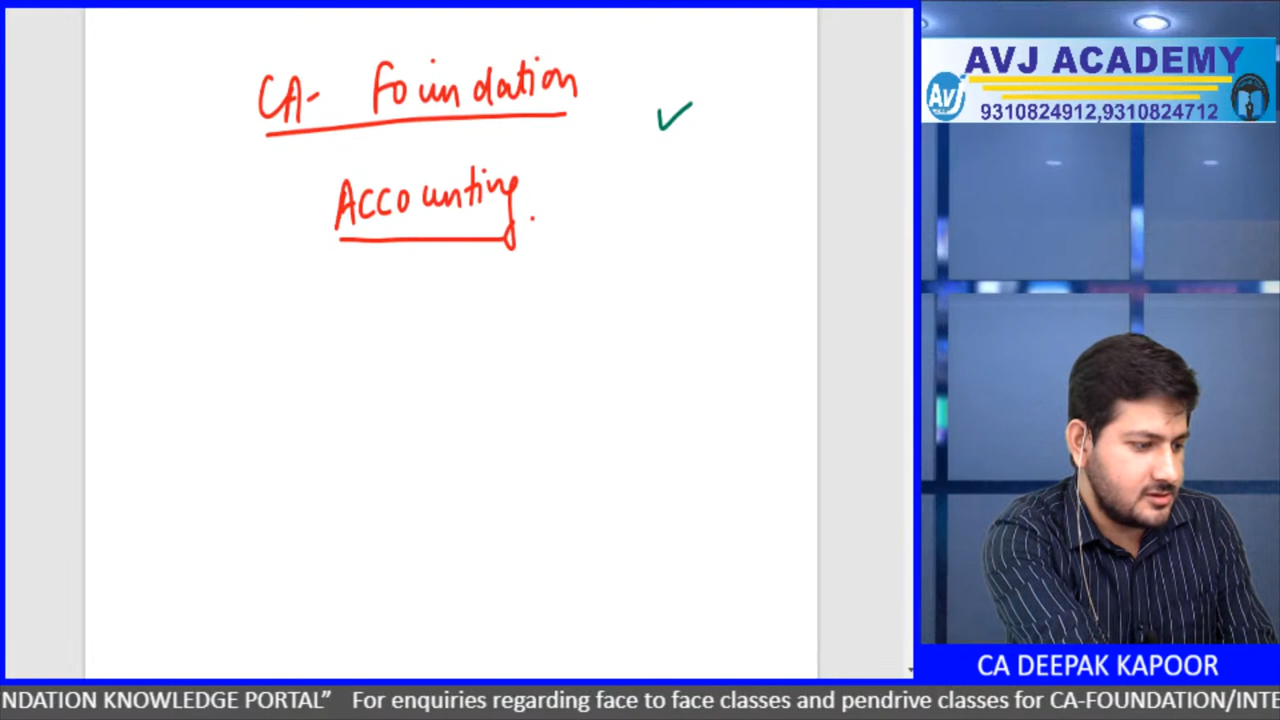 CA- Foundation
Accounting.
AVJ ACADEMY
AV
9310824912,9310824712
CA DEEPAK KAPOOR
NDATION KNOWLEDGE PORTAL” For enquiries regarding face to face classes and pendrive classes for CA-FOUNDATION/INTE